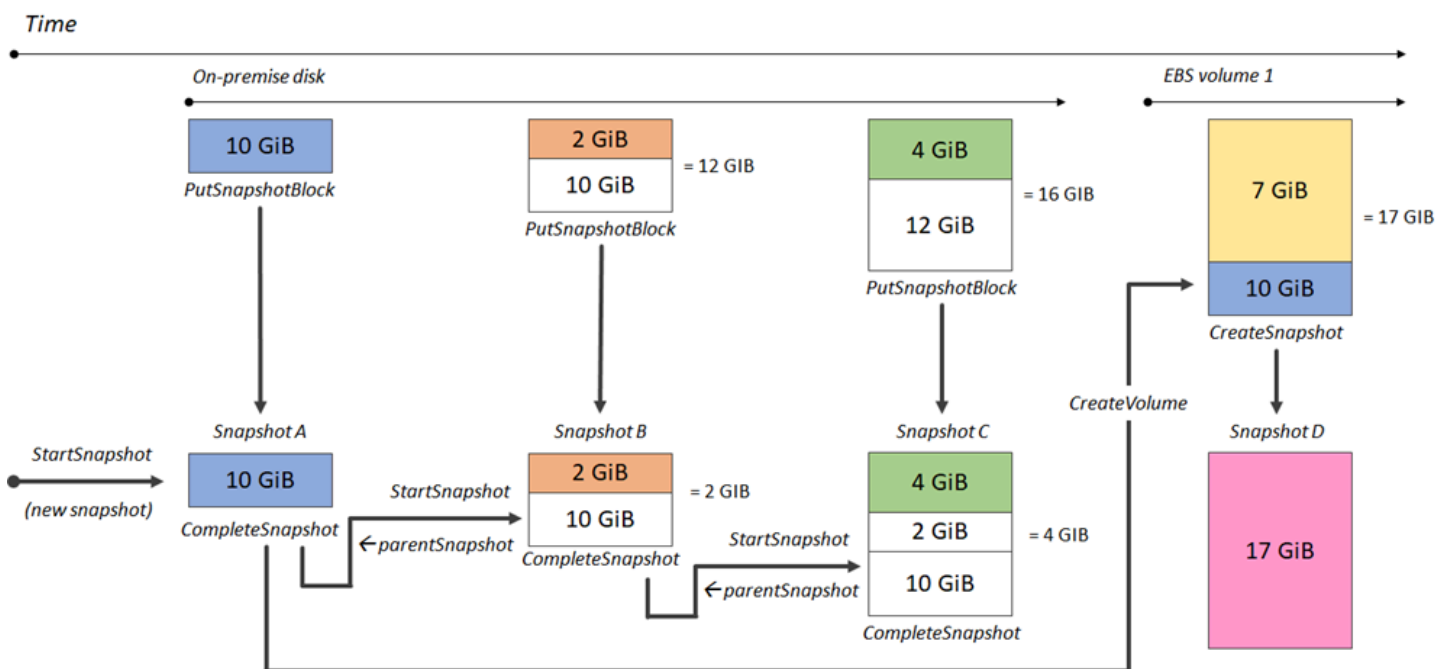 Time
On-premise disk
EBS volume 1
10 GiB
PutSnapshotBlock
2 GiB
10 GiB
= 12 GIB
PutSnapshotBlock
4 GiB
12 GiB
= 16 GIB
PutSnapshotBlock
7 GiB
10 GiB
= 17 GIB
CreateSnapshot
CreateVolume
StartSnapshot
(new snapshot)
Snapshot A
10 GiB
CompleteSnapshot
StartSnapshot
←parentSnapshot
Snapshot B
2 GiB
10 GiB
= 2 GIB
CompleteSnapshot
StartSnapshot
←parentSnapshot
Snapshot C
4 GiB
2 GiB
10 GiB
= 4 GIB
CompleteSnapshot
Snapshot D
17 GiB